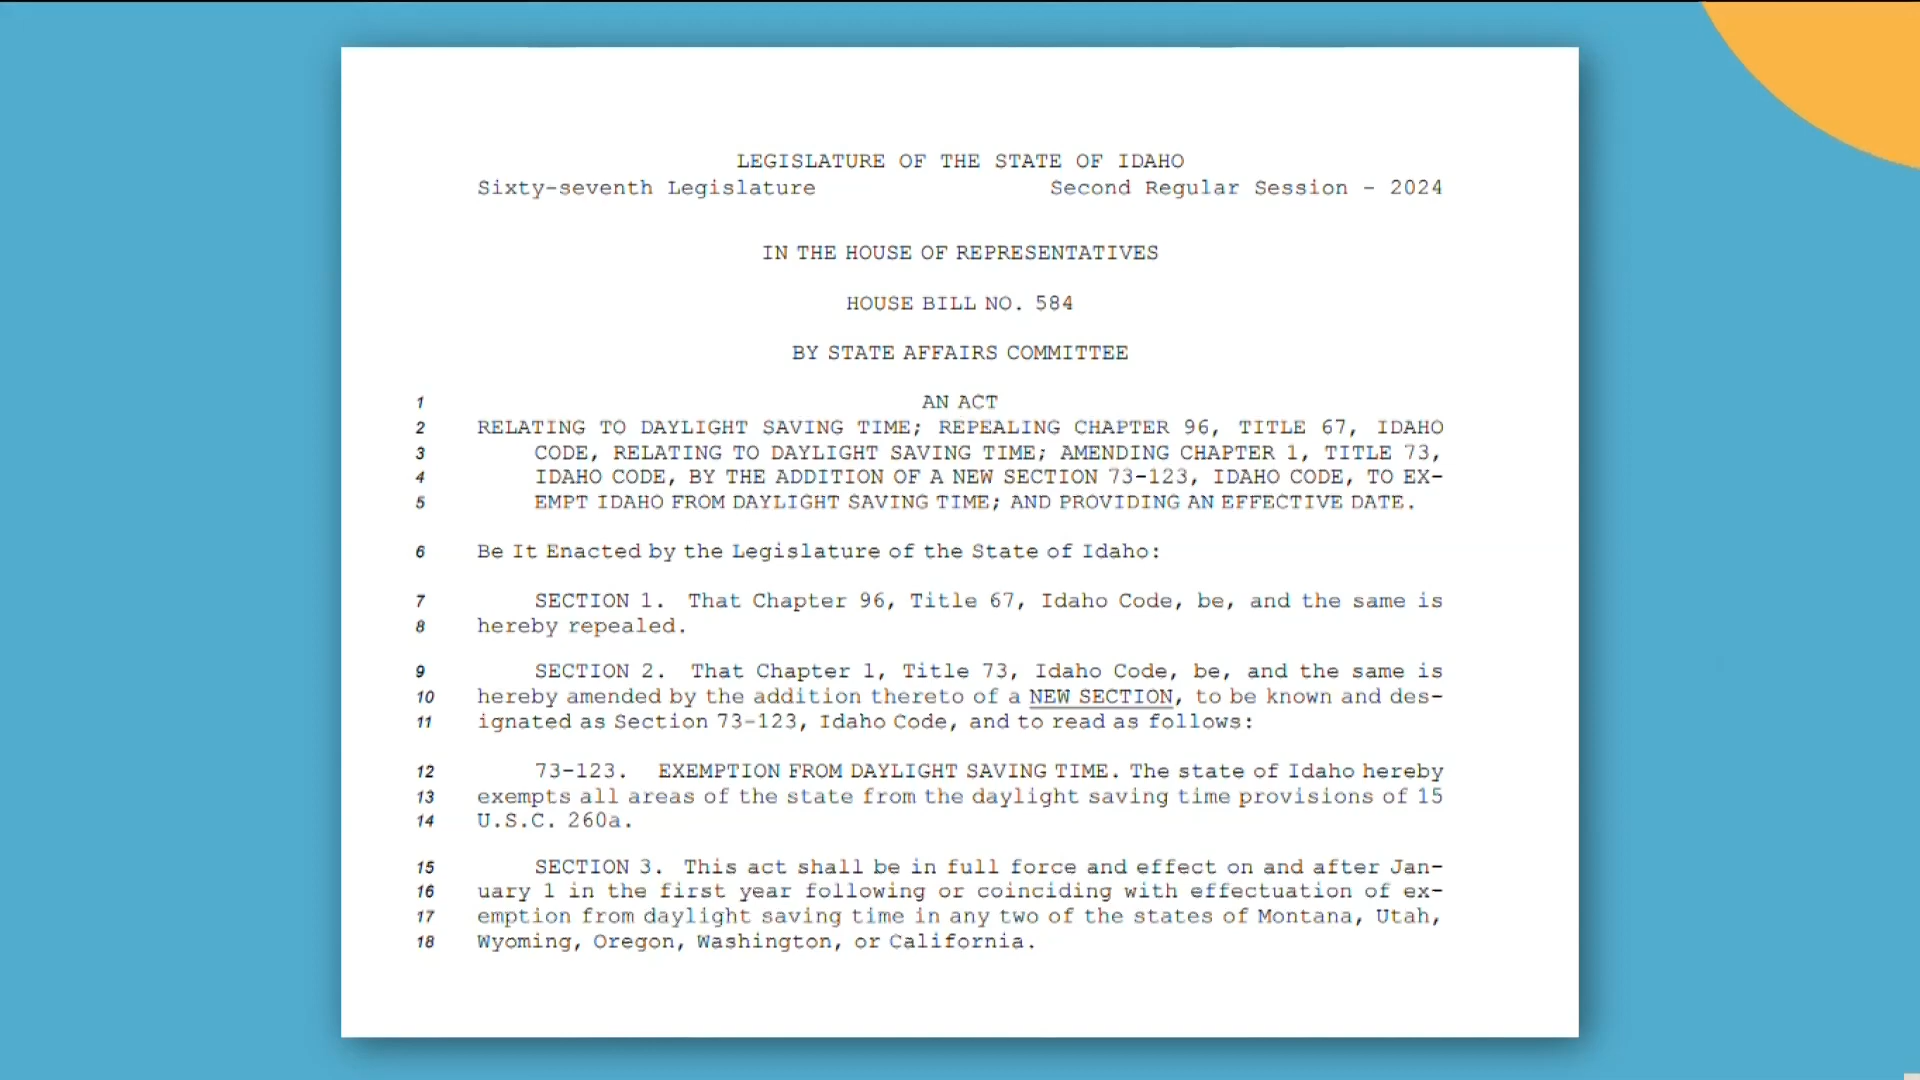 LEGISLATURE OF THE STATE OF IDAHO
Sixty-seventh Legislature Second Regular Session - 2024
IN THE HOUSE OF REPRESENTATIVES
HOUSE BILL NO. 584
BY STATE AFFAIRS COMMITTEE
1 AN ACT
2 RELATING TO DAYLIGHT SAVING TIME; REPEALING CHAPTER 96, TITLE 67, IDAHO
3 CODE, RELATING TO DAYLIGHT SAVING TIME; AMENDING CHAPTER 1, TITLE 73,
4 IDAHO CODE, BY THE ADDITION OF A NEW SECTION 73-123, IDAHO CODE, TO EX-
5 EMPT IDAHO FROM DAYLIGHT SAVING TIME; AND PROVIDING AN EFFECTIVE DATE.
6 Be It Enacted by the Legislature of the State of Idaho:
7 SECTION 1. That Chapter 96, Title 67, Idaho Code, be, and the same is
8 hereby repealed.
9 SECTION 2. That Chapter 1, Title 73, Idaho Code, be, and the same is
10 hereby amended by the addition thereto of a NEW SECTION, to be known and des-
11 ignated as Section 73-123, Idaho Code, and to read as follows:
12 73-123. EXEMPTION FROM DAYLIGHT SAVING TIME. The state of Idaho hereby
13 exempts all areas of the state from the daylight saving time provisions of 15
14 U.S.C. 260a.
15 SECTION 3. This act shall be in full force and effect on and after Jan-
16 uary 1 in the first year following or coinciding with effectuation of ex-
17 emption from daylight saving time in any two of the states of Montana, Utah,
18 Wyoming, Oregon, Washington, or California.